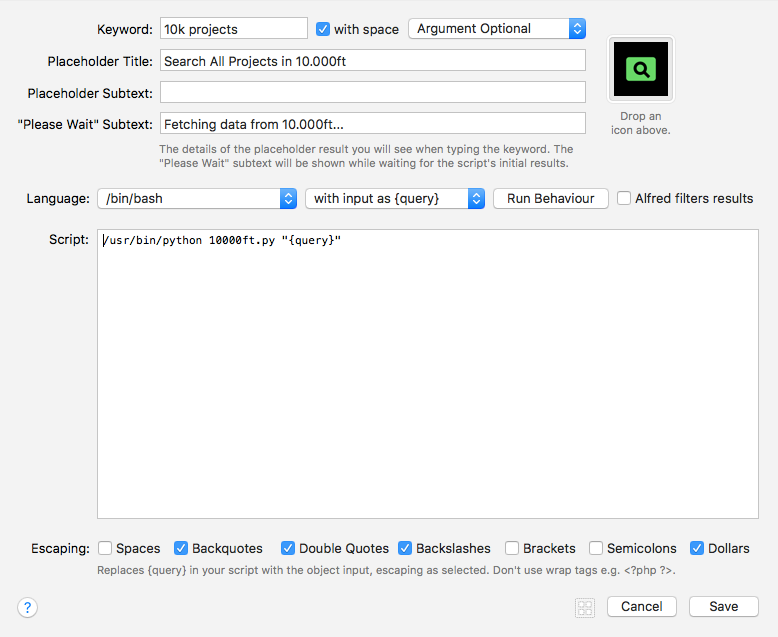 Keyword: 10k projects with space Argument Optional
Placeholder Title: Search All Projects in 10.000ft
Placeholder Subtext:
"Please Wait" Subtext: Fetching data from 10.000ft...
Drop an
icon above.
The details of the placeholder result you will see when typing the keyword. The
"Please Wait" subtext will be shown while waiting for the script's initial results.
Language: /bin/bash with input as {query} Run Behaviour Alfred filters results
Script: /usr/bin/python 10000ft.py "{query}"
Escaping: Spaces Backquotes Double Quotes Backslashes Brackets Semicolons Dollars
Replaces {query} in your script with the object input, escaping as selected. Don't use wrap tags e.g. <?php ?>.
? Cancel Save